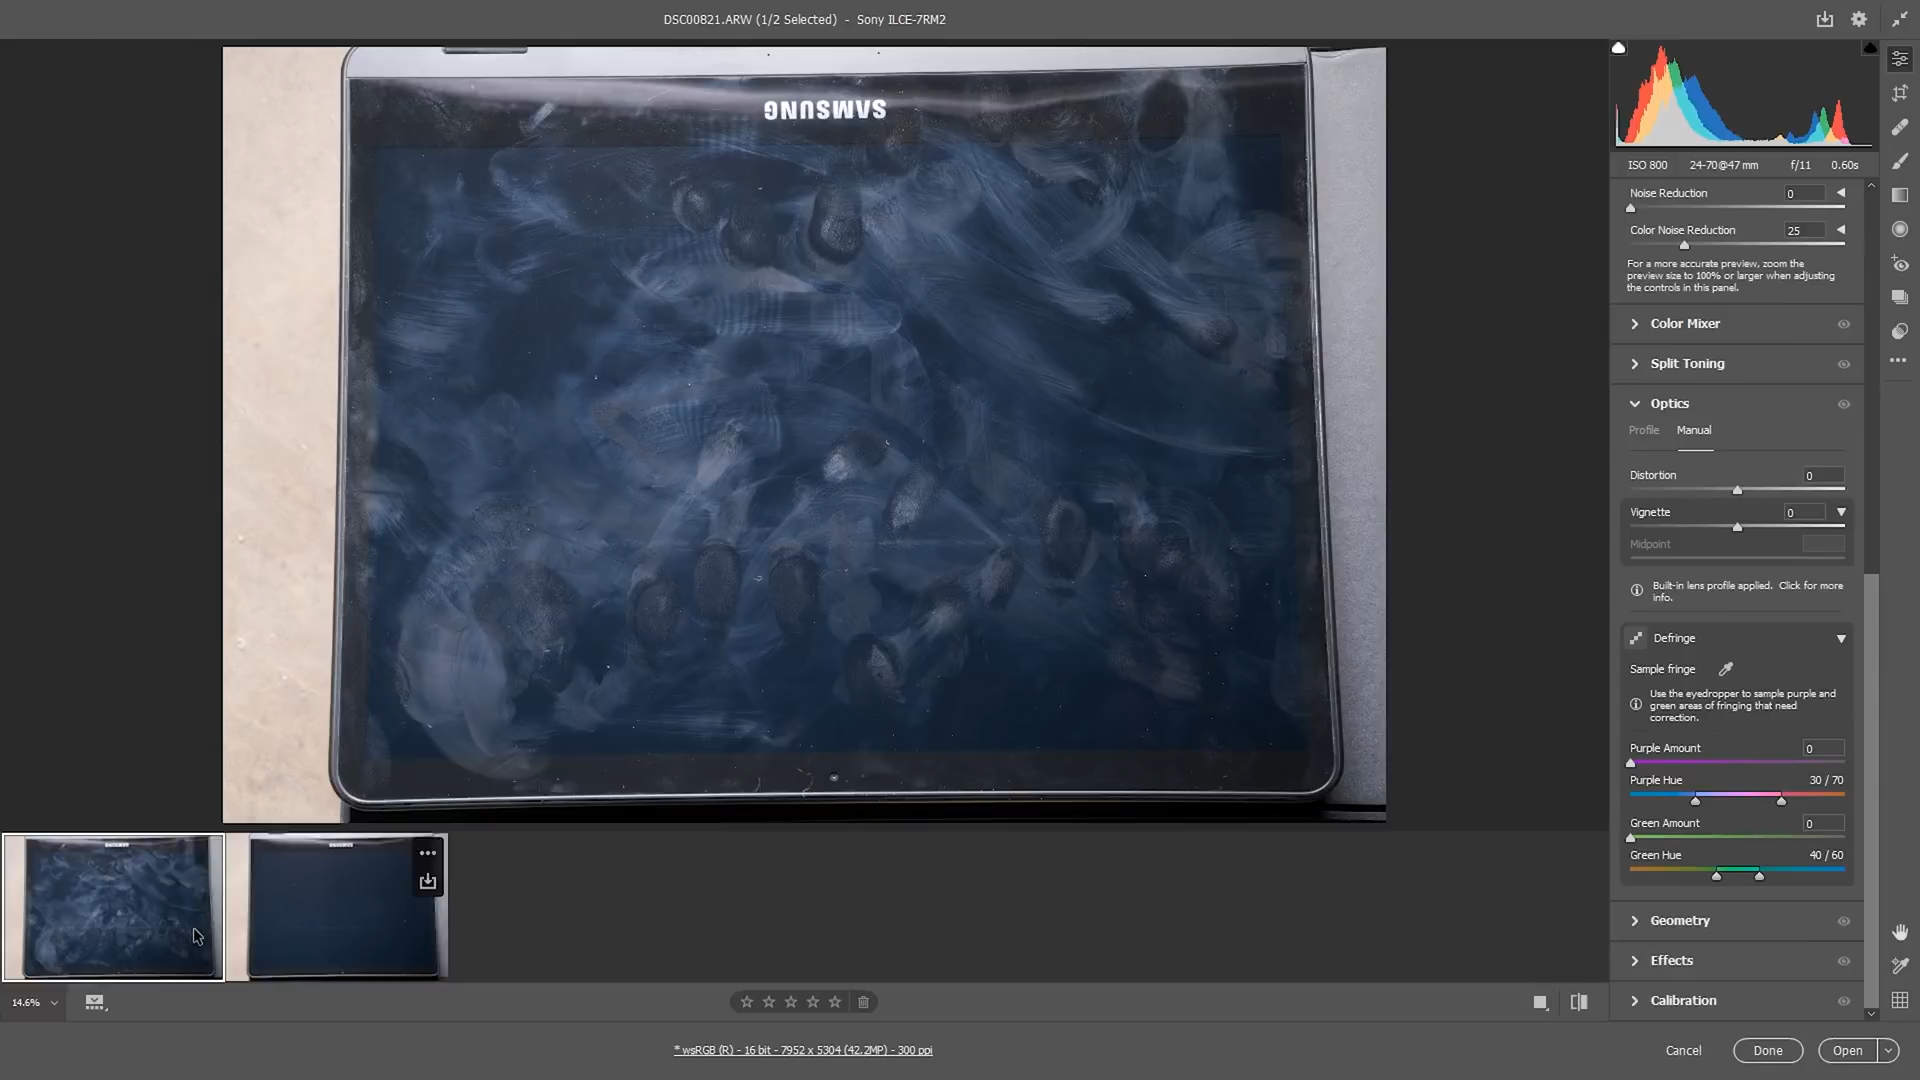 DSC00821.ARW (1/2 Selected) - Sony ILCE-7RM2
SAMSUNG
ISO 800 24-70@47 mm f/11 0.60s
Noise Reduction 0
Color Noise Reduction 25
For a more accurate preview, zoom the
preview size to 100% or larger when adjusting
the controls in this panel.
Color Mixer
Split Toning
Optics
Profile Manual
Distortion 0
Vignette 0
Midpoint
Built-in lens profile applied. Click for more
info.
Defringe
Sample fringe
Use the eyedropper to sample purple and
green areas of fringing that need
correction.
Purple Amount 0
Purple Hue 30 / 70
Green Amount 0
Green Hue 40 / 60
Geometry
Effects
Calibration
SAMSUNG
SAMSUNG
14.6%
* wsRGB (R) - 16 bit - 7952 x 5304 (42.2MP) - 300 ppi
Cancel Done Open